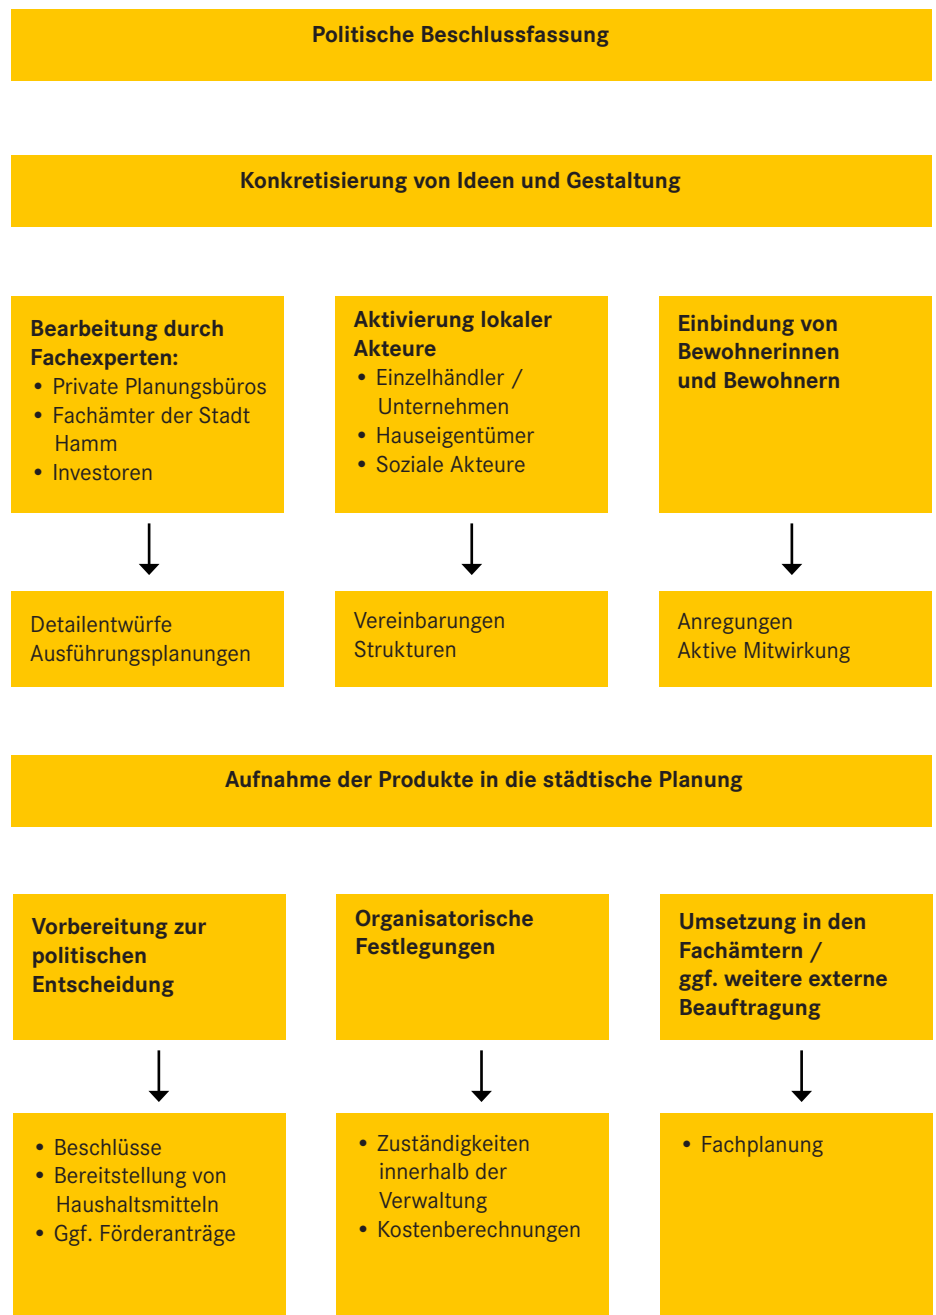 Politische Beschlussfassung
Konkretisierung von Ideen und Gestaltung
Bearbeitung durch
Fachexperten:
• Private Planungsbüros
• Fachämter der Stadt
Hamm
• Investoren
Aktivierung lokaler
Akteure
• Einzelhändler /
Unternehmen
• Hauseigentümer
• Soziale Akteure
Einbindung von
Bewohnerinnen
und Bewohnern
Detailentwürfe
Ausführungsplanungen
Vereinbarungen
Strukturen
Anregungen
Aktive Mitwirkung
Aufnahme der Produkte in die städtische Planung
Vorbereitung zur
politischen
Entscheidung
Organisatorische
Festlegungen
Umsetzung in den
Fachämtern /
ggf. weitere externe
Beauftragung
• Beschlüsse
• Bereitstellung von
Haushaltsmitteln
• Ggf. Förderanträge
• Zuständigkeiten
innerhalb der
Verwaltung
• Kostenberechnungen
• Fachplanung